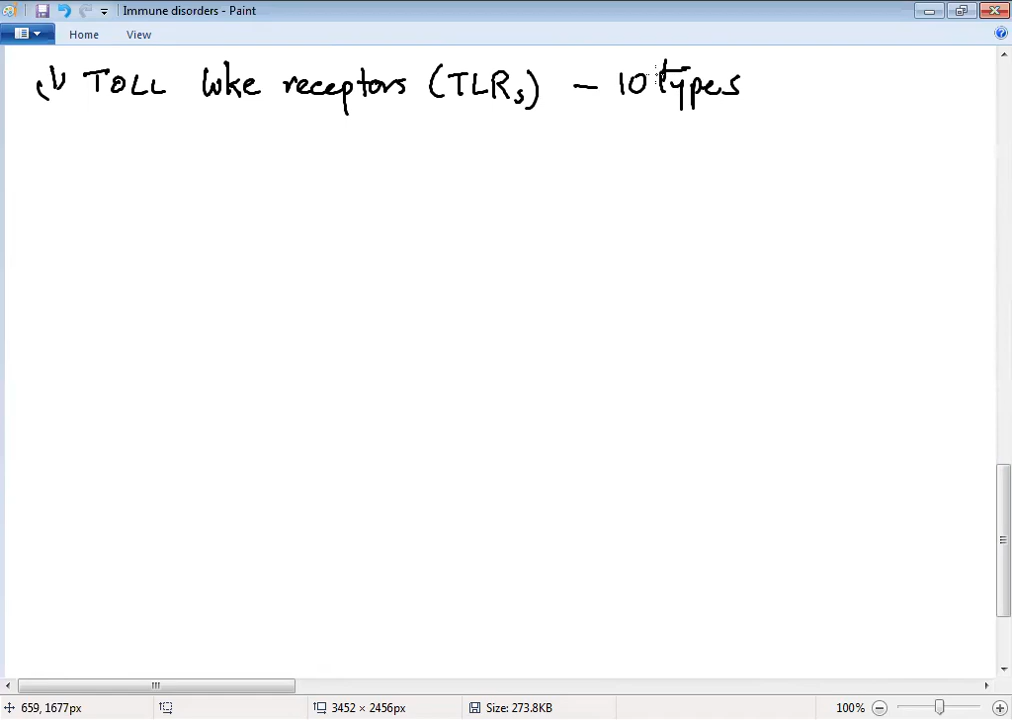 Immune disorders - Paint
Home View
TOLL like receptors (TLRs) - 10 types
659, 1677px 3452 × 2456px Size: 273.8KB 100%